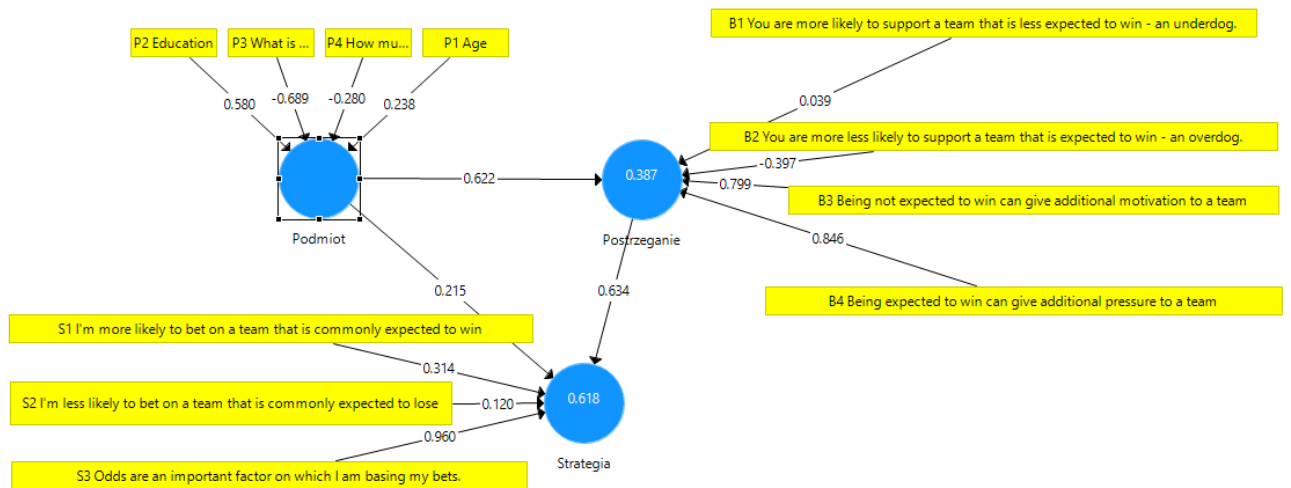 B1 You are more likely to support a team that is less expected to win - an underdog.
P2 Education
P3 What is ...
P4 How mu...
P1 Age
0.580
-0.689
-0.280
0.238
0.039
B2 You are more less likely to support a team that is expected to win - an overdog.
-0.397
0.622
0.387
0.799
B3 Being not expected to win can give additional motivation to a team
Podmiot
Postrzeganie
0.846
0.215
0.634
B4 Being expected to win can give additional pressure to a team
S1 I'm more likely to bet on a team that is commonly expected to win
0.314
S2 I'm less likely to bet on a team that is commonly expected to lose
0.120
0.618
0.960
Strategia
S3 Odds are an important factor on which I am basing my bets.